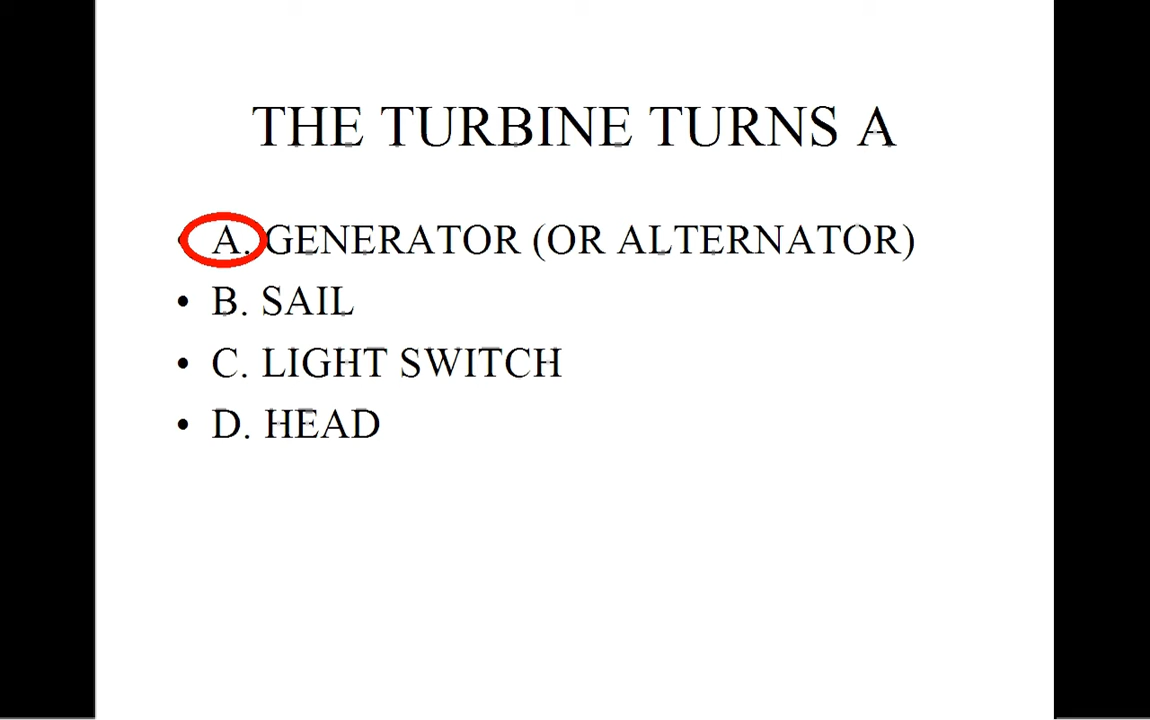 THE TURBINE TURNS A
• A. GENERATOR (OR ALTERNATOR)
• B. SAIL
• C. LIGHT SWITCH
• D. HEAD